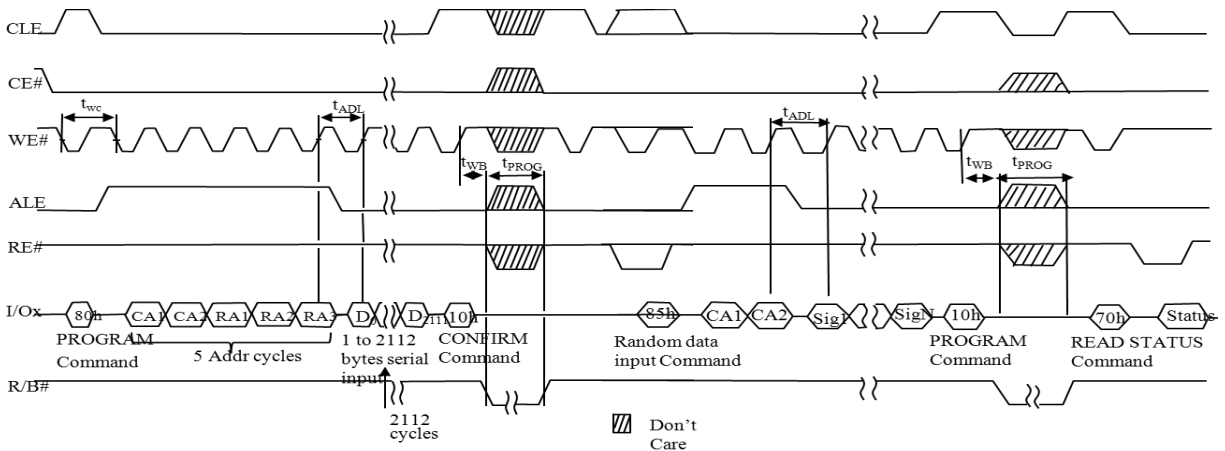 CLE
CE#
tWC
tADL
tADL
WE#
tWB
tPROG
tWB
tPROG
ALE
RE#
I/Ox
80h
CA1
CA2
RA1
RA2
RA3
D0
D2111
10h
85h
CA1
CA2
Sig1
SigN
10h
70h
Status
PROGRAM
Command
5 Addr cycles
1 to 2112
bytes serial
input
CONFIRM
Command
Random data
input Command
PROGRAM
Command
READ STATUS
Command
R/B#
2112
cycles
Don't
Care